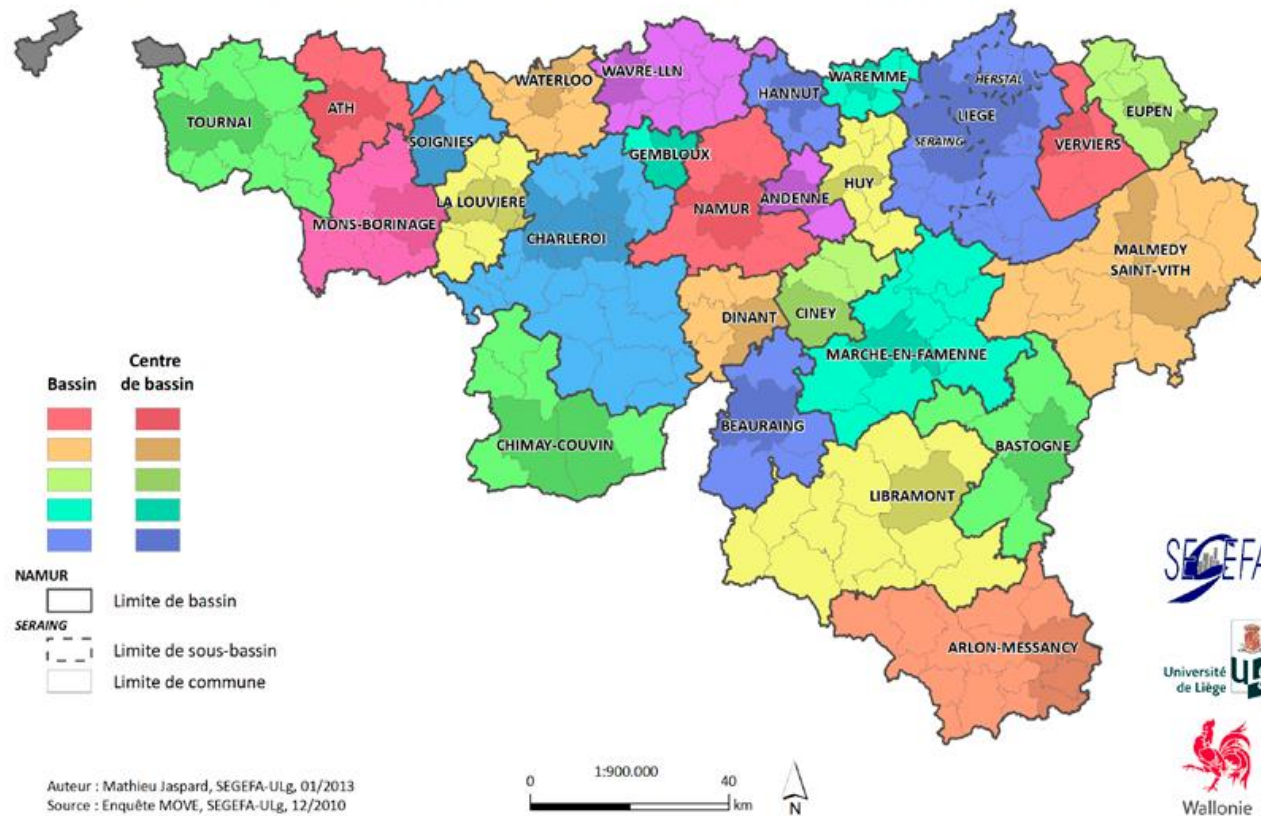 WATERLOO
WAVRE-LLN
WAREMME
HERSTAL
HANNUT
ATH
TOURNAI
LIEGE
EUPEN
SOIGNIES
SERAING
VERVIERS
GEMBLOUX
HUY
ANDENNE
LA LOUVIERE
NAMUR
MONS-BORINAGE
CHARLEROI
MALMEDY
SAINT-VITH
DINANT
CINEY
MARCHE-EN-FAMENNE
BEAURAING
CHIMAY-COUVIN
BASTOGNE
LIBRAMONT
ARLON-MESSANCY
Bassin
Centre
de bassin
NAMUR
Limite de bassin
SERAING
Limite de sous-bassin
Limite de commune
SEGEFA
Université
de Liège
Wallonie
0 1:900.000 40
km
N
Auteur : Mathieu Jaspard, SEGEFA-ULg, 01/2013
Source : Enquête MOVE, SEGEFA-ULg, 12/2010